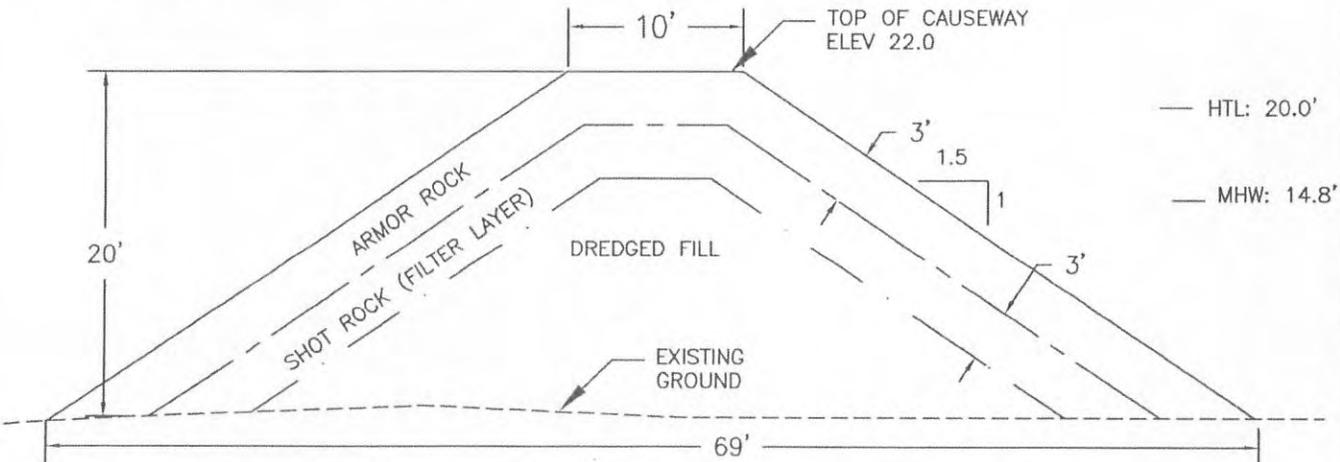 10'
TOP OF CAUSEWAY
ELEV 22.0
HTL: 20.0'
3'
1.5
1
MHW: 14.8'
ARMOR ROCK
20'
SHOT ROCK (FILTER LAYER)
DREDGED FILL
3'
EXISTING
GROUND
69'